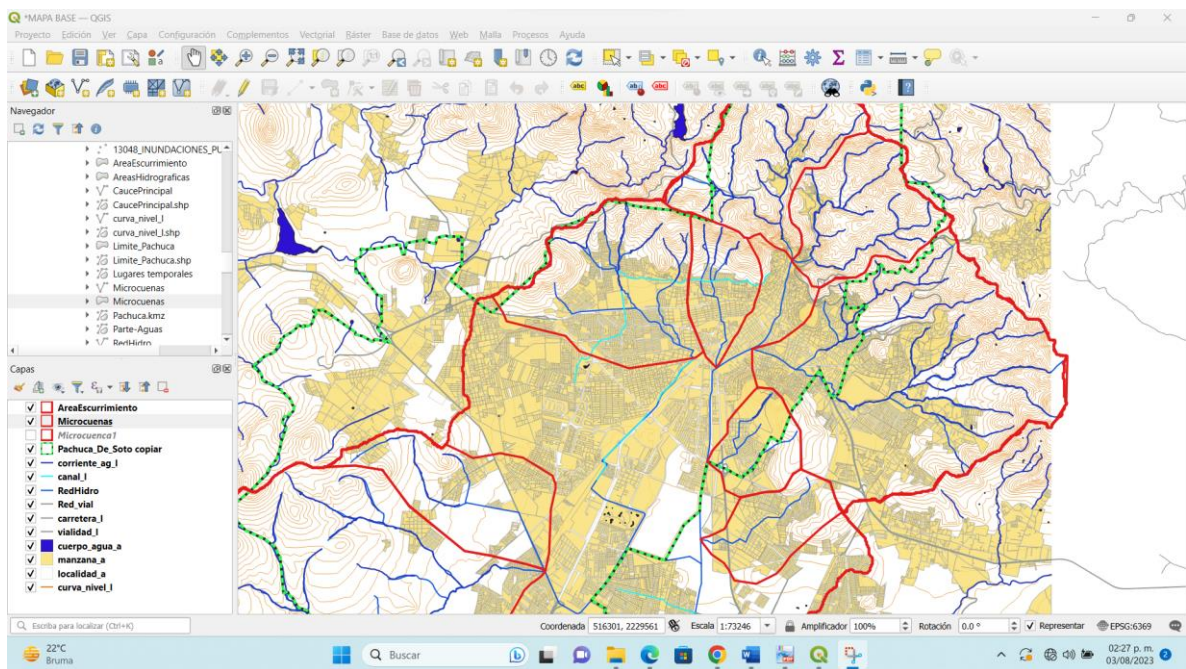 *MAPA BASE — QGIS
Proyecto Edición Ver Capa Configuración Complementos Vectorial Ráster Base de datos Web Malla Procesos Ayuda
Navegador
13048_INUNDACIONES_PU
AreaEscurrimiento
AreasHidrograficas
CaucePrincipal
CaucePrincipal.shp
curva_nivel_l
curva_nivel_l.shp
Limite_Pachuca
Limite_Pachuca.shp
Lugares temporales
Microcuenas
Microcuenas
Pachuca.kmz
Parte-Aguas
RedHidro
Capas
AreaEscurrimiento
Microcuenas
Microcuenca1
Pachuca_De_Soto copiar
corriente_ag_l
canal_l
RedHidro
Red_vial
carretera_l
vialidad_l
cuerpo_agua_a
manzana_a
localidad_a
curva_nivel_l
Escriba para localizar (Ctrl+K)
Coordenada 516301, 2229561 Escala 1:73246 Amplificador 100% Rotación 0.0 ° Representar EPSG:6369
22°C
Bruma
Buscar
02:27 p. m.
03/08/2023
2